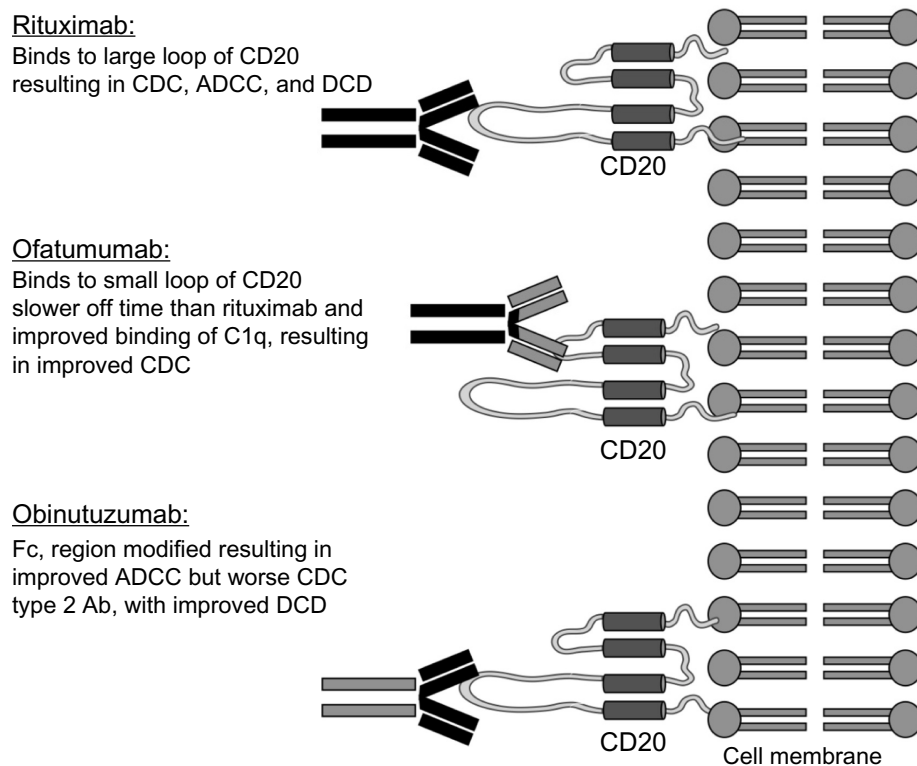 Rituximab:
Binds to large loop of CD20
resulting in CDC, ADCC, and DCD
CD20
Ofatumumab:
Binds to small loop of CD20
slower off time than rituximab and
improved binding of C1q, resulting
in improved CDC
CD20
Obinutuzumab:
Fc, region modified resulting in
improved ADCC but worse CDC
type 2 Ab, with improved DCD
CD20
Cell membrane